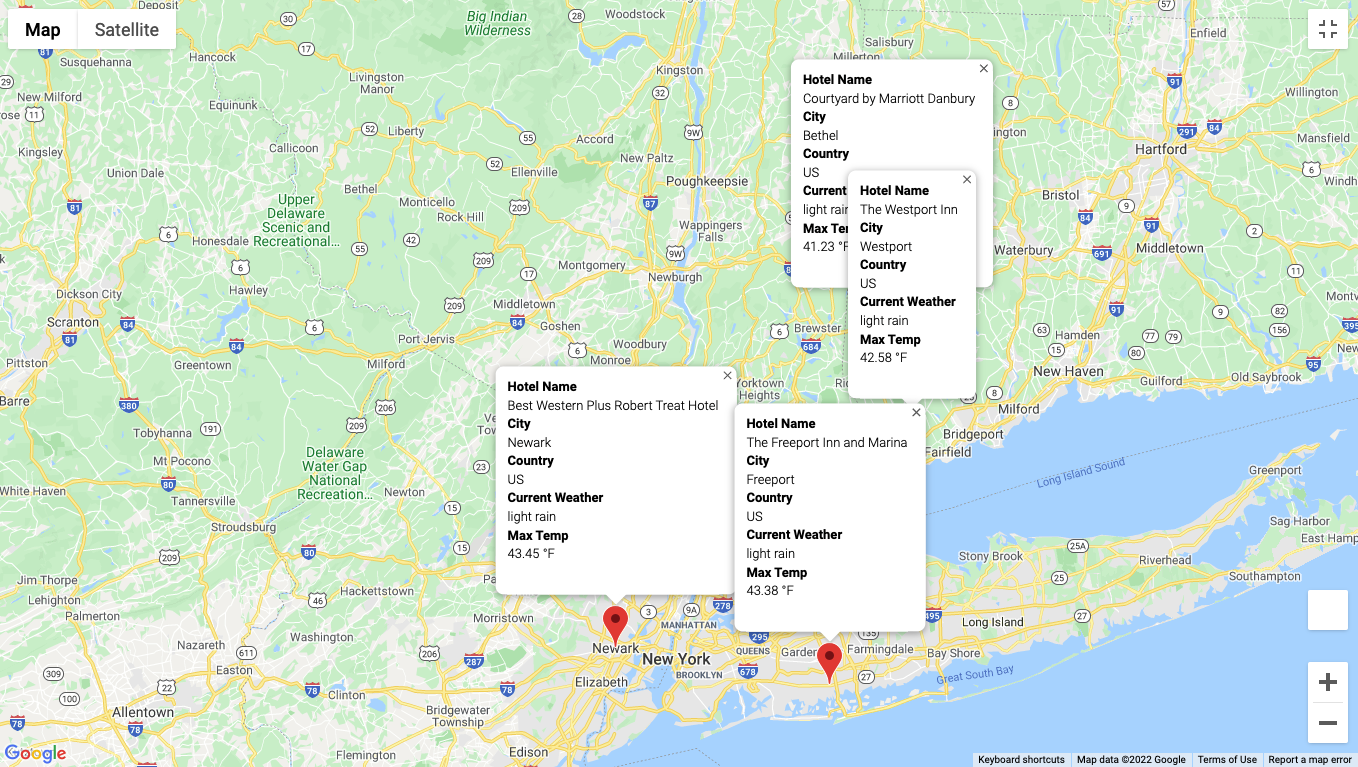 Map
Satellite
Deposit
Hancock
Susquehanna
New Milford
Equinunk
Kingsley
Union Dale
Livingston
Manor
Big Indian
Wilderness
Woodstock
Kingston
Salisbury
Millerton
Enfield
Willington
Mansfield
Hartford
Bristol
Waterbury
Middletown
Liberty
Callicoon
Accord
Ellenville
New Paltz
Poughkeepsie
Bethel
Monticello
Rock Hill
Upper
Delaware
Scenic and
Recreational...
Honesdale
Hawley
Wappingers
Falls
Montgomery
Newburgh
Middletown
Goshen
Dickson City
Scranton
Pittston
Greentown
Milford
Port Jervis
Woodbury
Monroe
Brewster
Yorktown
Heights
Hamden
New Haven
Guilford
Old Saybrook
Milford
Bridgeport
Fairfield
Long Island Sound
Greenport
Sag Harbor
Tobyhanna
Mt Pocono
White Haven
Tannersville
Stroudsburg
Delaware
Water Gap
National
Recreation...
Newton
Hotel Name
Courtyard by Marriott Danbury
City
Bethel
Country
US
Current
light rain
41.23 °F
Hotel Name
The Westport Inn
City
Westport
Country
US
Current Weather
light rain
Max Temp
42.58 °F
Hotel Name
Best Western Plus Robert Treat Hotel
City
Newark
Country
US
Current Weather
light rain
Max Temp
43.45 °F
Hotel Name
The Freeport Inn and Marina
City
Freeport
Country
US
Current Weather
light rain
Max Temp
43.38 °F
Jim Thorpe
Lehighton
Palmerton
Hackettstown
Washington
Nazareth
Easton
Morristown
Stony Brook
Riverhead
Southampton
Long Island
MANHATTAN
QUEENS
Newark
New York
BROOKLYN
Elizabeth
Farmingdale
Bay Shore
Great South Bay
Allentown
Clinton
Bridgewater
Township
Flemington
Edison
Google
Keyboard shortcuts
Map data ©2022 Google
Terms of Use
Report a map error